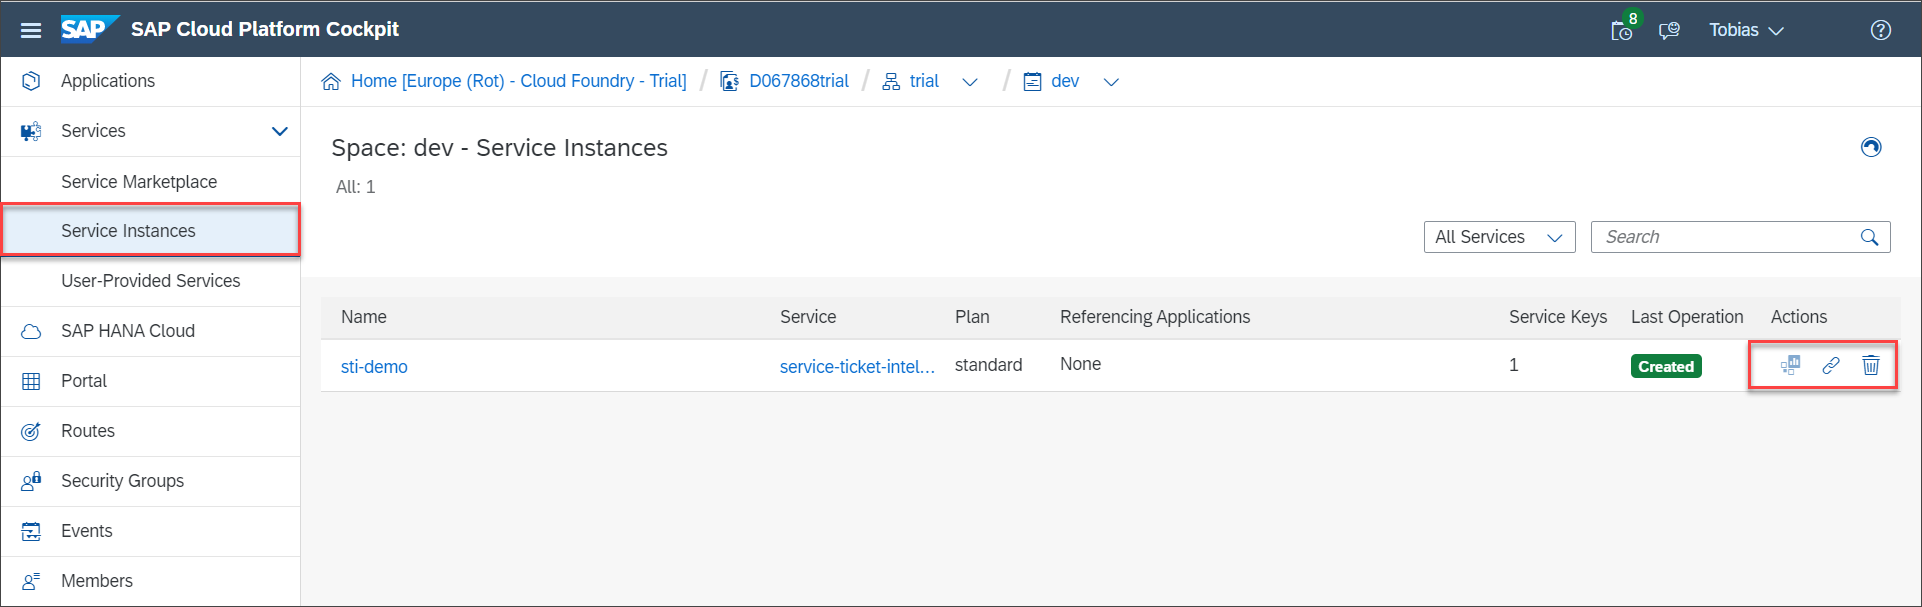 SAP SAP Cloud Platform Cockpit 8 Tobias ?
Applications
Services
Service Marketplace
Service Instances
User-Provided Services
SAP HANA Cloud
Portal
Routes
Security Groups
Events
Members
Home [Europe (Rot) - Cloud Foundry - Trial] / D067868trial / trial / dev
Space: dev - Service Instances
All: 1
All Services Search
Name Service Plan Referencing Applications Service Keys Last Operation Actions
sti-demo service-ticket-intel... standard None 1 Created